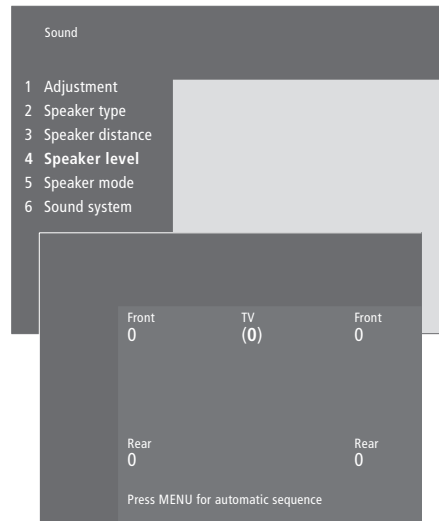 Sound
1 Adjustment
2 Speaker type
3 Speaker distance
4 Speaker level
5 Speaker mode
6 Sound system
Front TV Front
0 (0) 0
Rear Rear
0 0
Press MENU for automatic sequence